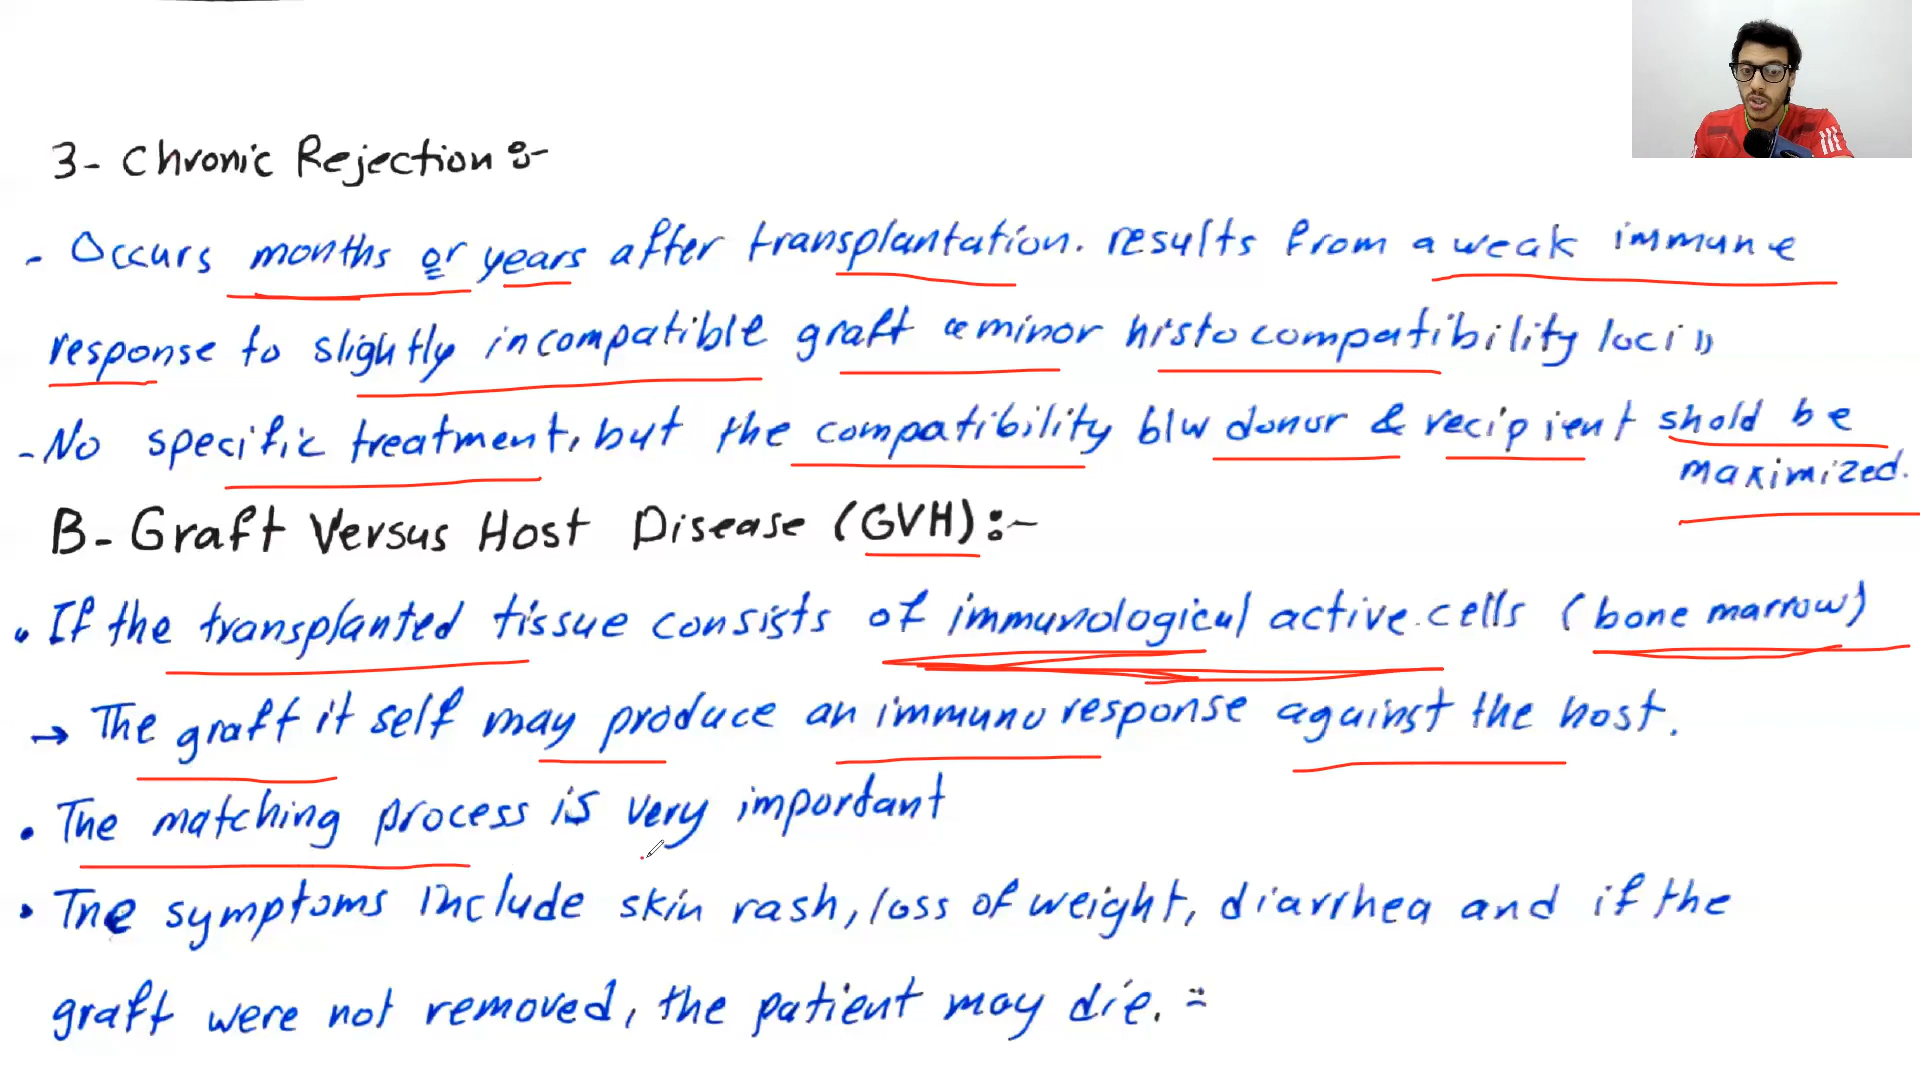 3- Chronic Rejection :-
- Occurs months or years after transplantation. results from a weak immune
response to slightly incompatible graft "minor histocompatibility loci"
- No specific treatment, but the compatibility b/w donor & recipient shold be
maximized.
B- Graft Versus Host Disease (GVH) :-
• If the transplanted tissue consists of immunological active cells (bone marrow)
→ The graft it self may produce an immune response against the host.
• The matching process is very important
• The symptoms include skin rash, loss of weight, diarrhea and if the
graft were not removed, the patient may die. =